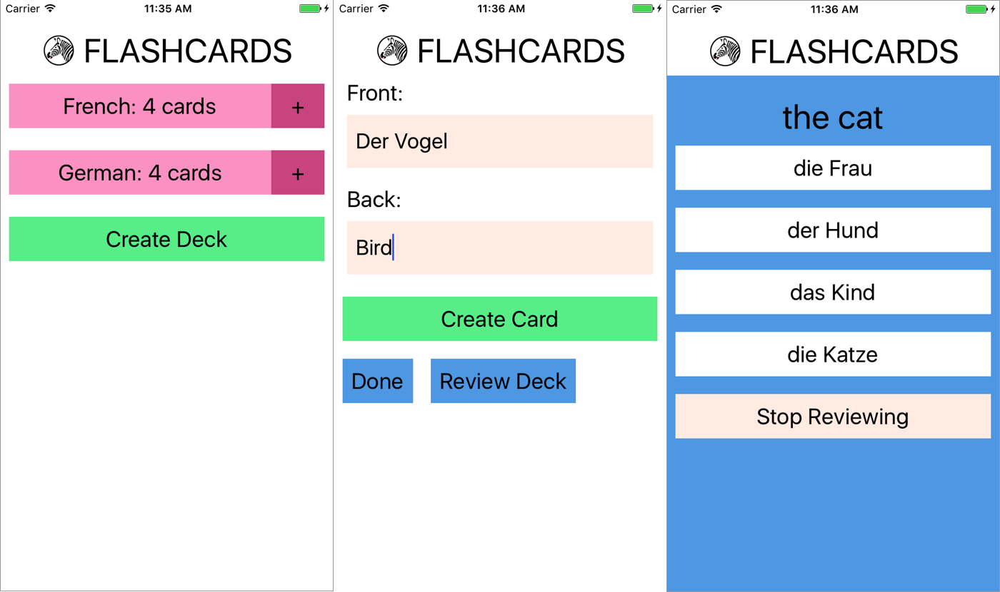 Carrier 11:35 AM
FLASHCARDS
French: 4 cards +
German: 4 cards +
Create Deck
Carrier 11:36 AM
FLASHCARDS
Front:
Der Vogel
Back:
Bird
Create Card
Done Review Deck
Carrier 11:36 AM
FLASHCARDS
the cat
die Frau
der Hund
das Kind
die Katze
Stop Reviewing